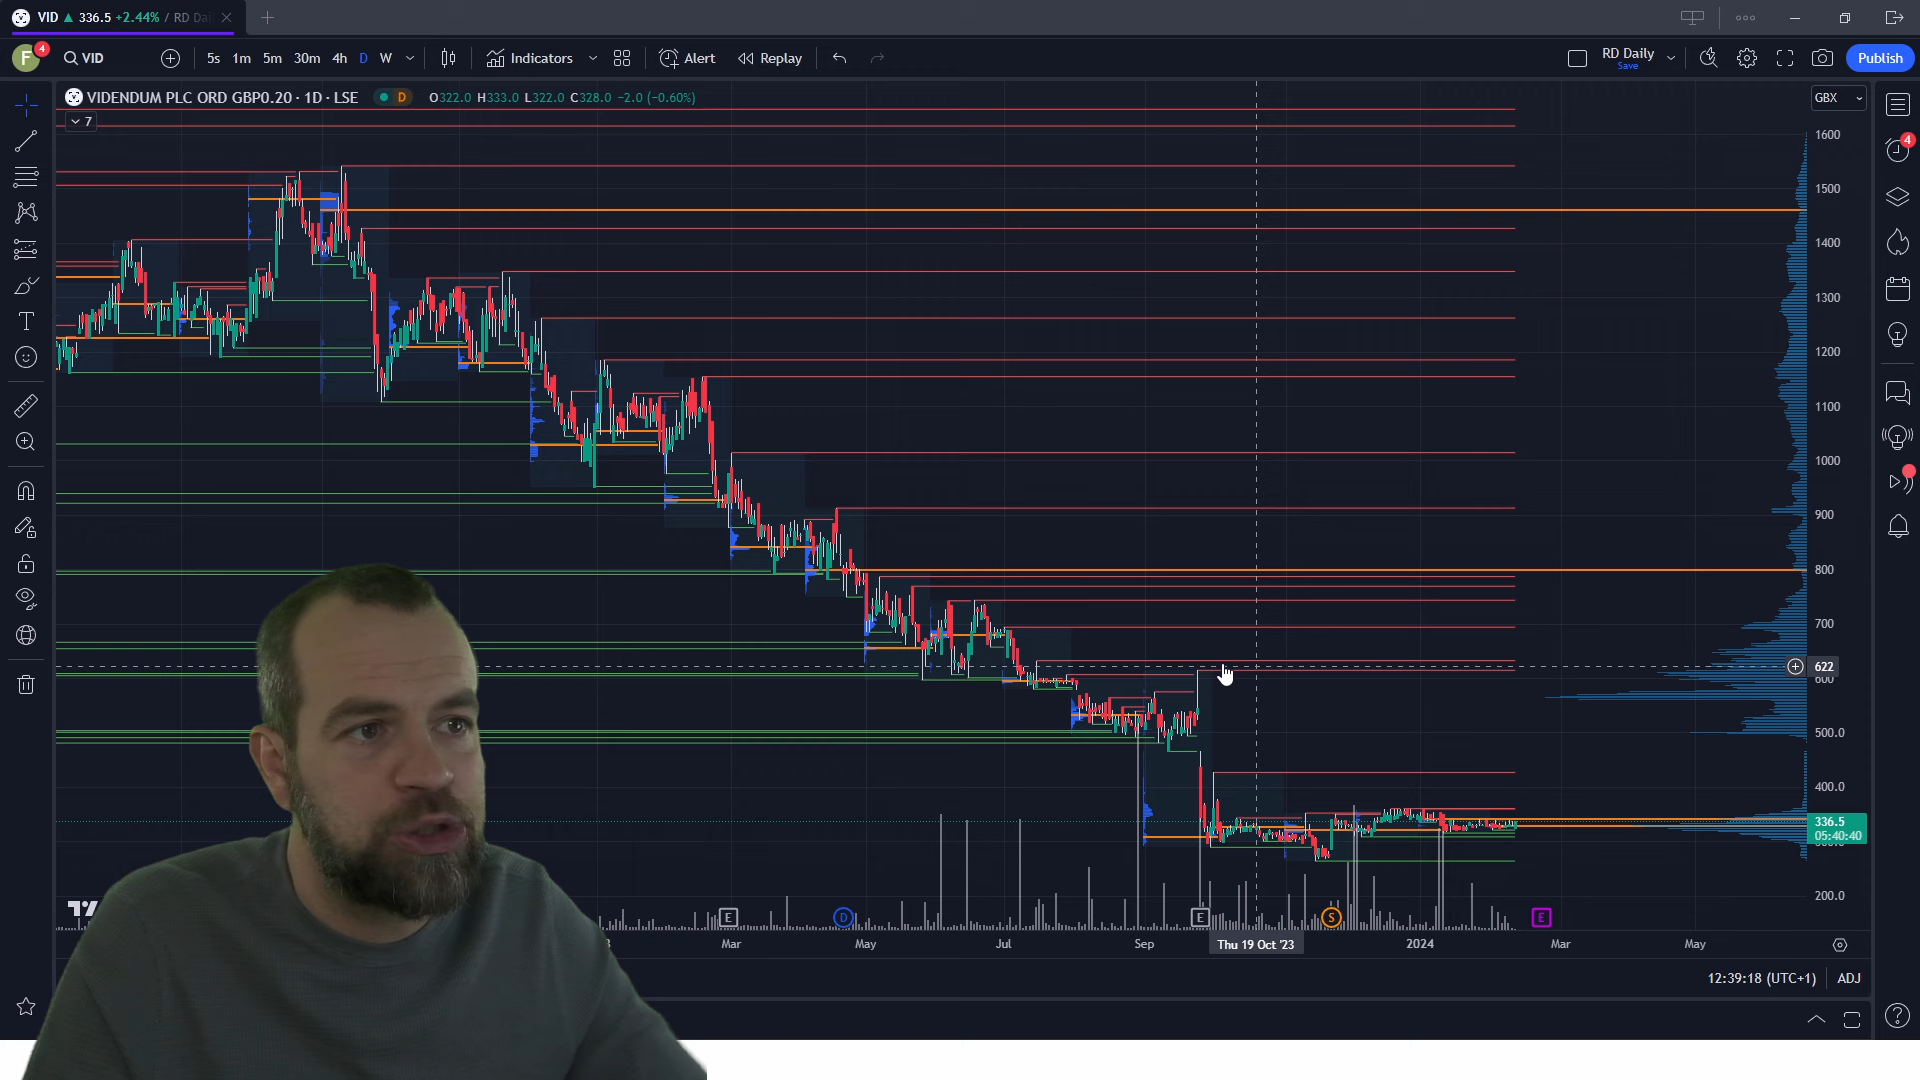 VID ▲ 336.5 +2.44% / RD Dai
F
4
VID
5s 1m 5m 30m 4h D W
Indicators
Alert
Replay
RD Daily
Save
Publish
VIDENDUM PLC ORD GBP0.20 · 1D · LSE
D
O322.0 H333.0 L322.0 C328.0 −2.0 (−0.60%)
7
GBX
4
1600
1500
1400
1300
1200
1100
1000
900
800
700
622
600
500.0
400.0
336.5
05:40:40
200.0
E
D
E
S
E
Mar
May
Jul
Sep
Thu 19 Oct '23
2024
Mar
May
12:39:18 (UTC+1)
ADJ